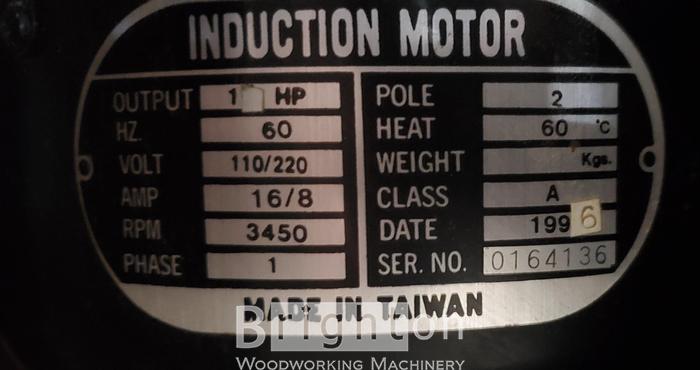 INDUCTION MOTOR
OUTPUT 1 HP
HZ. 60
VOLT 110/220
AMP 16/8
RPM 3450
PHASE 1
POLE 2
HEAT 60 °C
WEIGHT Kgs.
CLASS A
DATE 1996
SER. NO. 0164136
MADE IN TAIWAN
Brighton
WOODWORKING MACHINERY